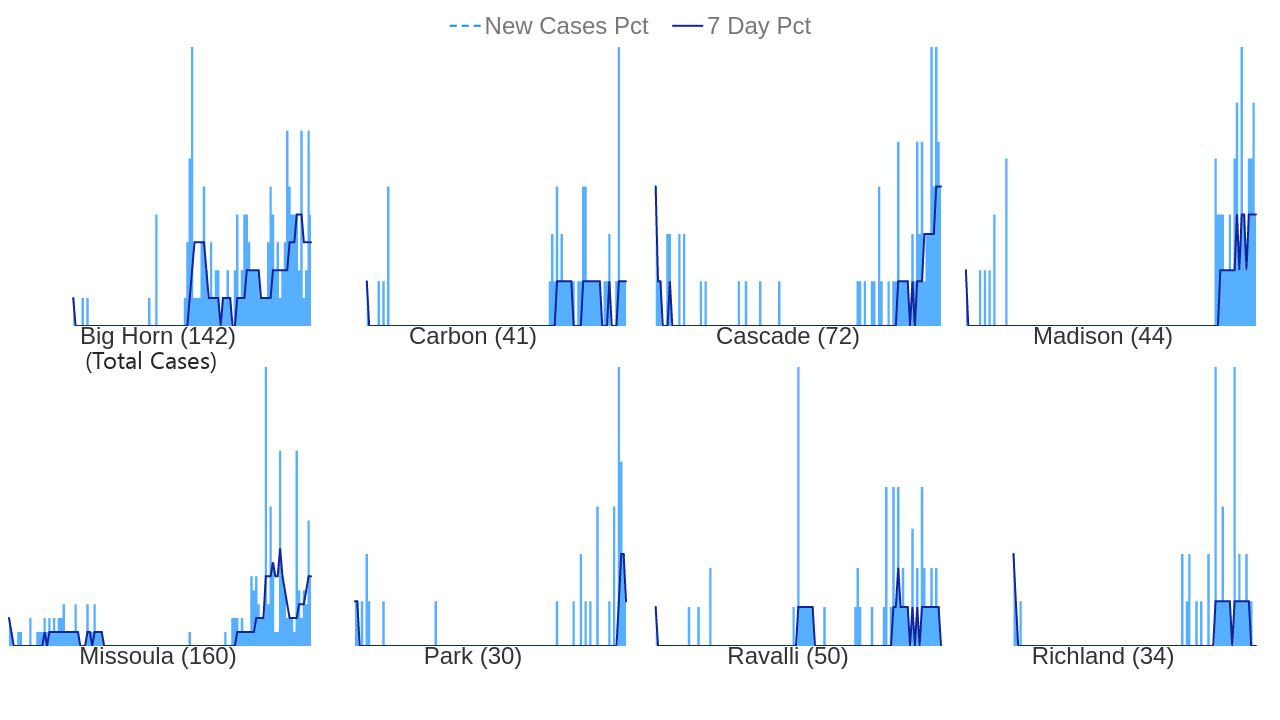 New Cases Pct 7 Day Pct
Big Horn (142) Carbon (41) Cascade (72) Madison (44)
(Total Cases)
Missoula (160) Park (30) Ravalli (50) Richland (34)